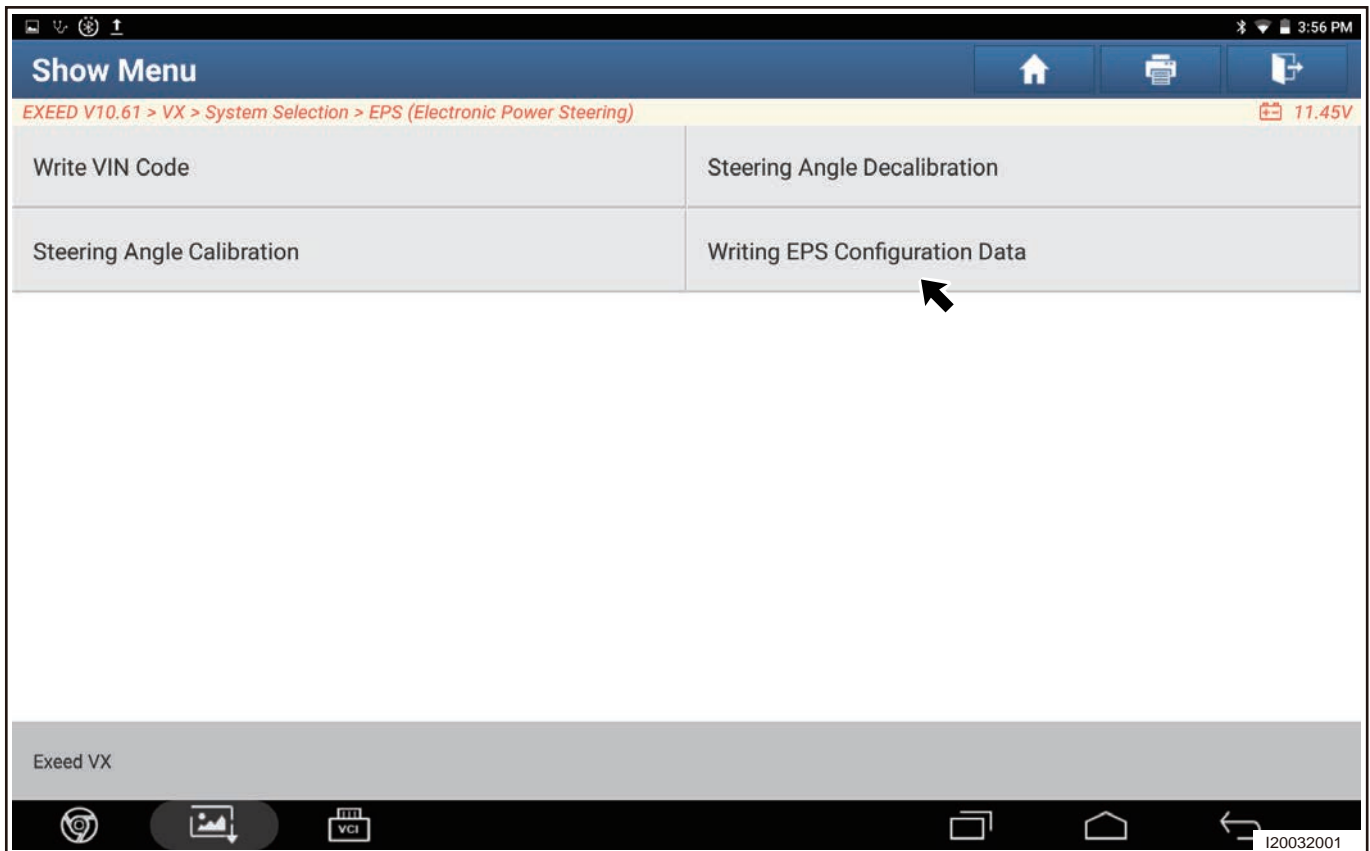 3:56 PM
Show Menu
EXEED V10.61 > VX > System Selection > EPS (Electronic Power Steering)
11.45V
Write VIN Code
Steering Angle Decalibration
Steering Angle Calibration
Writing EPS Configuration Data
Exeed VX
VCI
I20032001